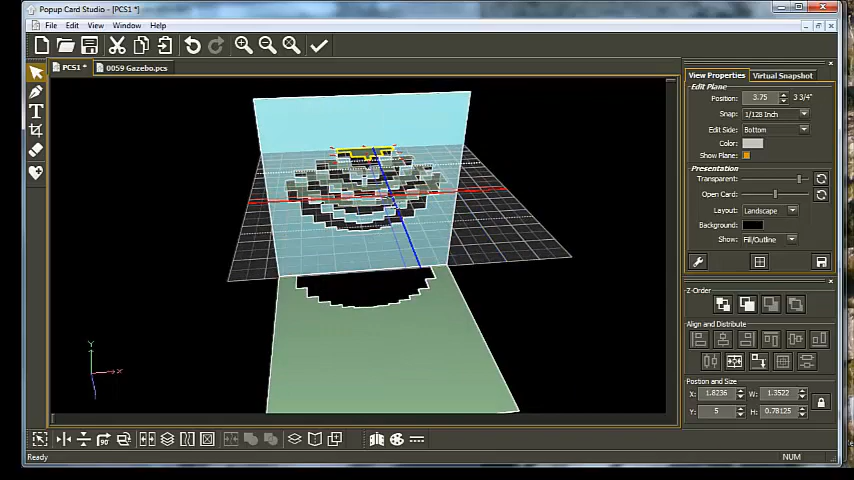 Popup Card Studio - [PCS1 *]
File Edit View Window Help
PCS1 * 0059 Gazebo.pcs
View Properties Virtual Snapshot
Edit Plane
Position: 3.75 3 3/4"
Snap: 1/128 Inch
Edit Side: Bottom
Color:
Show Plane:
Presentation
Transparent:
Open Card:
Layout: Landscape
Background:
Show: Fill/Outline
Z-Order
Align and Distribute
Postion and Size
X: 1.8236 W: 1.3522
Y: 5 H: 0.78125
Y
X
Ready NUM